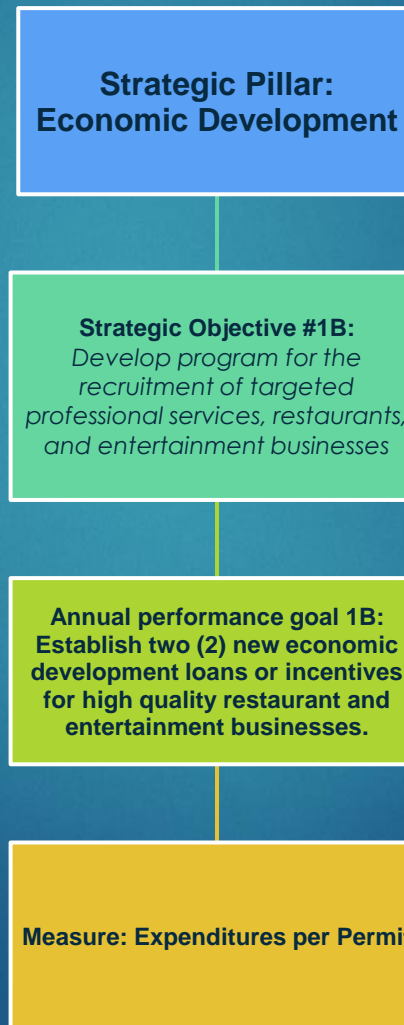 Strategic Pillar:
Economic Development
Strategic Objective #1B:
Develop program for the
recruitment of targeted
professional services, restaurants,
and entertainment businesses
Annual performance goal 1B:
Establish two (2) new economic
development loans or incentives
for high quality restaurant and
entertainment businesses.
Measure: Expenditures per Permit